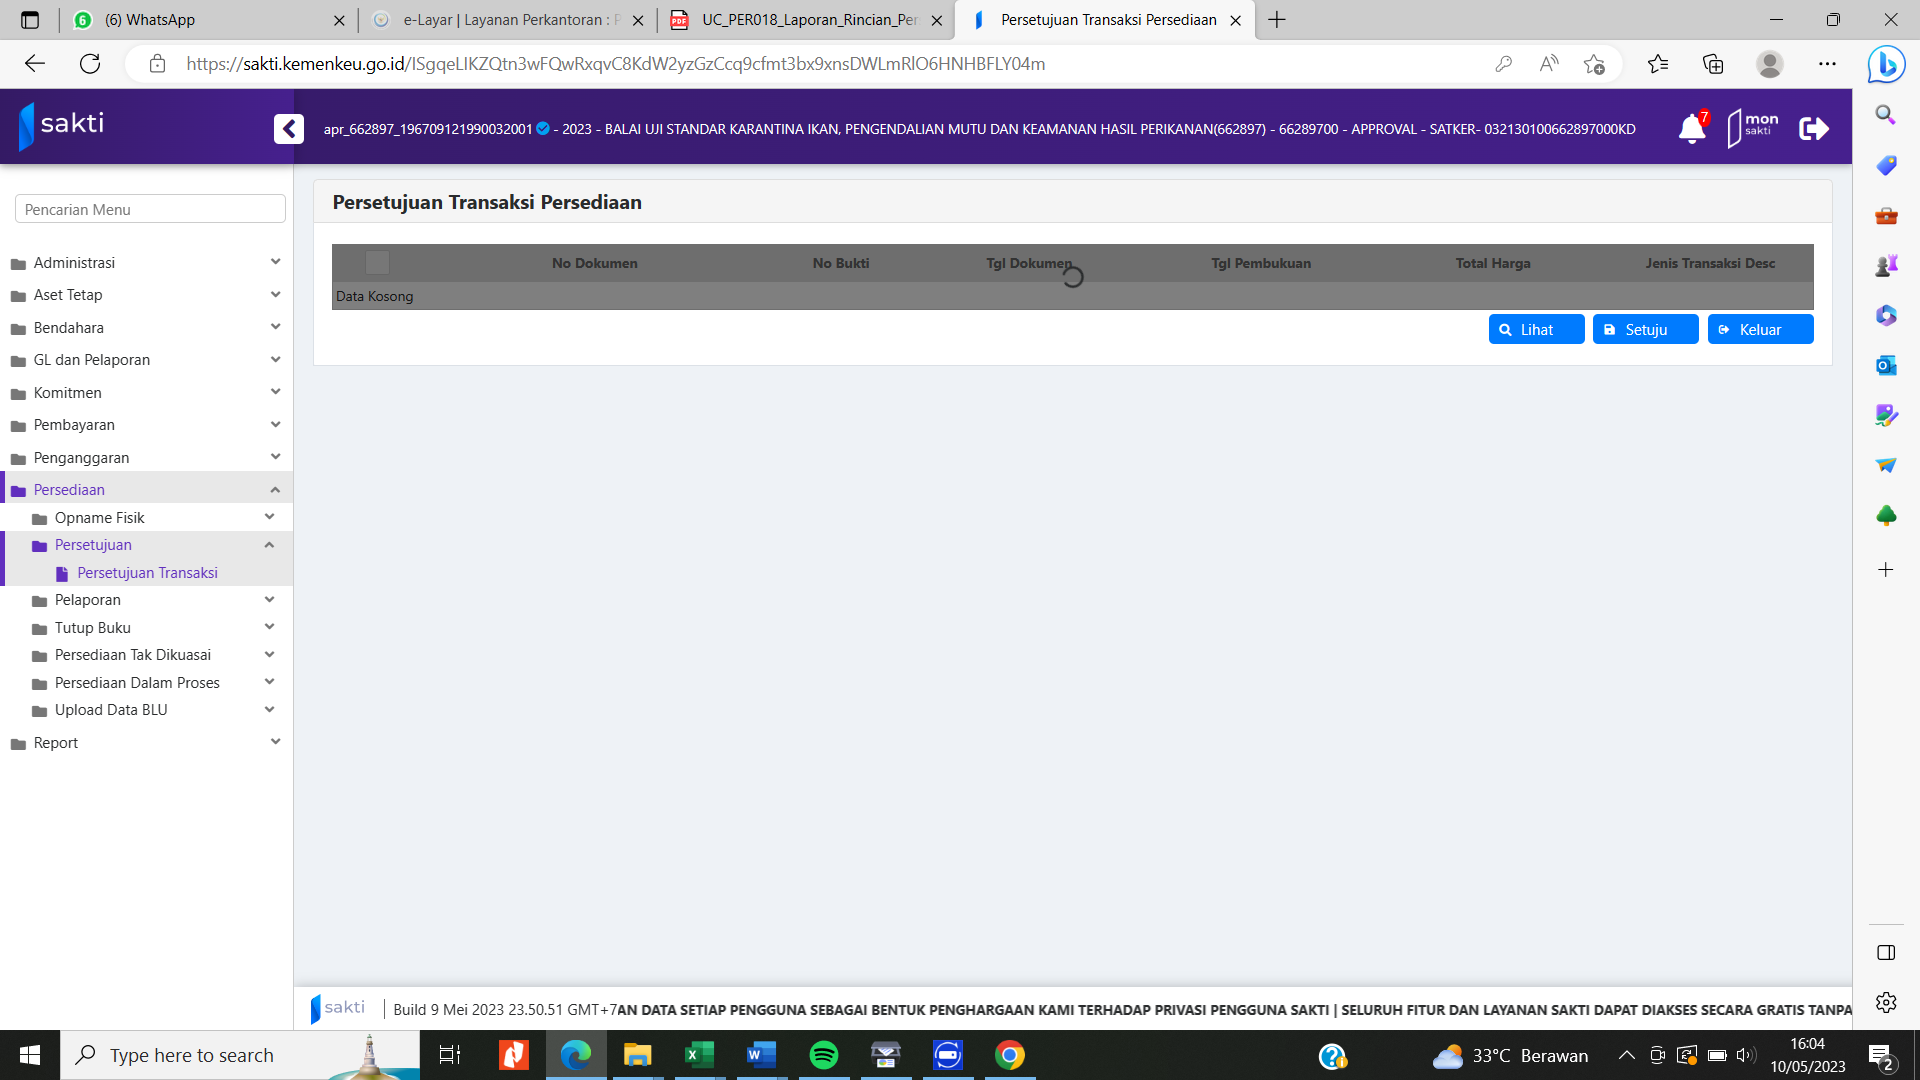 (6) WhatsApp
e-Layar | Layanan Perkantoran : P
UC_PER018_Laporan_Rincian_Per
Persetujuan Transaksi Persediaan
https://sakti.kemenkeu.go.id/ISgqeLIKZQtn3wFQwRxqvC8KdW2yzGzCcq9cfmt3bx9xnsDWLmRlO6HNHBFLY04m
sakti
apr_662897_196709121990032001 - 2023 - BALAI UJI STANDAR KARANTINA IKAN, PENGENDALIAN MUTU DAN KEAMANAN HASIL PERIKANAN(662897) - 66289700 - APPROVAL - SATKER- 032130100662897000KD
7
mon
sakti
Pencarian Menu
Administrasi
Aset Tetap
Bendahara
GL dan Pelaporan
Komitmen
Pembayaran
Penganggaran
Persediaan
Opname Fisik
Persetujuan
Persetujuan Transaksi
Pelaporan
Tutup Buku
Persediaan Tak Dikuasai
Persediaan Dalam Proses
Upload Data BLU
Report
Persetujuan Transaksi Persediaan
No Dokumen No Bukti Tgl Dokumen Tgl Pembukuan Total Harga Jenis Transaksi Desc
Data Kosong
Lihat Setuju Keluar
sakti Build 9 Mei 2023 23.50.51 GMT+7 AN DATA SETIAP PENGGUNA SEBAGAI BENTUK PENGHARGAAN KAMI TERHADAP PRIVASI PENGGUNA SAKTI | SELURUH FITUR DAN LAYANAN SAKTI DAPAT DIAKSES SECARA GRATIS TANPA
Type here to search
33°C Berawan
16:04
10/05/2023
2